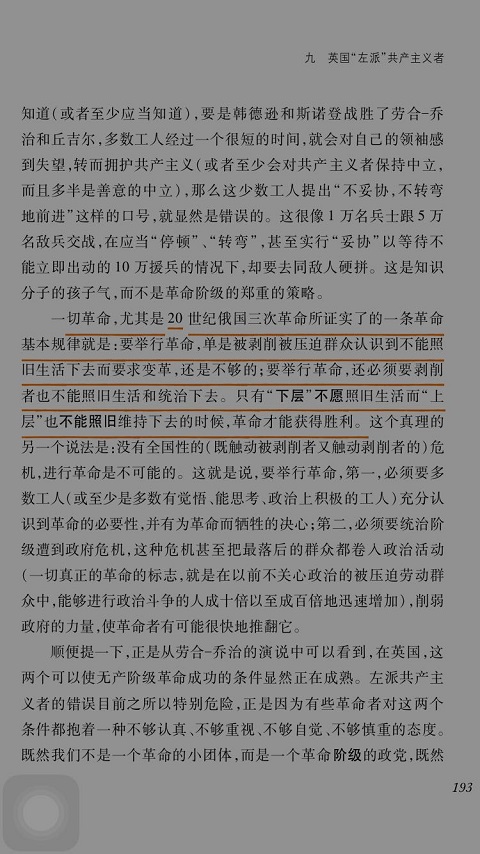 九　英国“左派”共产主义者
知道(或者至少应当知道),要是韩德逊和斯诺登战胜了劳合-乔
治和丘吉尔,多数工人经过一个很短的时间,就会对自己的领袖感
到失望,转而拥护共产主义(或者至少会对共产主义者保持中立,
而且多半是善意的中立),那么这少数工人提出“不妥协,不转弯
地前进”这样的口号,就显然是错误的。这很像1万名兵士跟5万
名敌兵交战,在应当“停顿”、“转弯”,甚至实行“妥协”以等待不
能立即出动的10万援兵的情况下,却要去同敌人硬拼。这是知识
分子的孩子气,而不是革命阶级的郑重的策略。
一切革命,尤其是20世纪俄国三次革命所证实了的一条革命
基本规律就是:要举行革命,单是被剥削被压迫群众认识到不能照
旧生活下去而要求变革,还是不够的;要举行革命,还必须要剥削
者也不能照旧生活和统治下去。只有“下层”不愿照旧生活而“上
层”也不能照旧维持下去的时候,革命才能获得胜利。这个真理的
另一个说法是:没有全国性的(既触动被剥削者又触动剥削者的)危
机,进行革命是不可能的。这就是说,要举行革命,第一,必须要多
数工人(或至少是多数有觉悟、能思考、政治上积极的工人)充分认
识到革命的必要性,并有为革命而牺牲的决心;第二,必须要统治阶
级遭到政府危机,这种危机甚至把最落后的群众都卷入政治活动
(一切真正的革命的标志,就是在以前不关心政治的被压迫劳动群
众中,能够进行政治斗争的人成十倍以至成百倍地迅速增加),削弱
政府的力量,使革命者有可能很快地推翻它。
顺便提一下,正是从劳合-乔治的演说中可以看到,在英国,这
两个可以使无产阶级革命成功的条件显然正在成熟。左派共产主
义者的错误目前之所以特别危险,正是因为有些革命者对这两个
条件都抱着一种不够认真、不够重视、不够自觉、不够慎重的态度。
既然我们不是一个革命的小团体,而是一个革命阶级的政党,既然
193